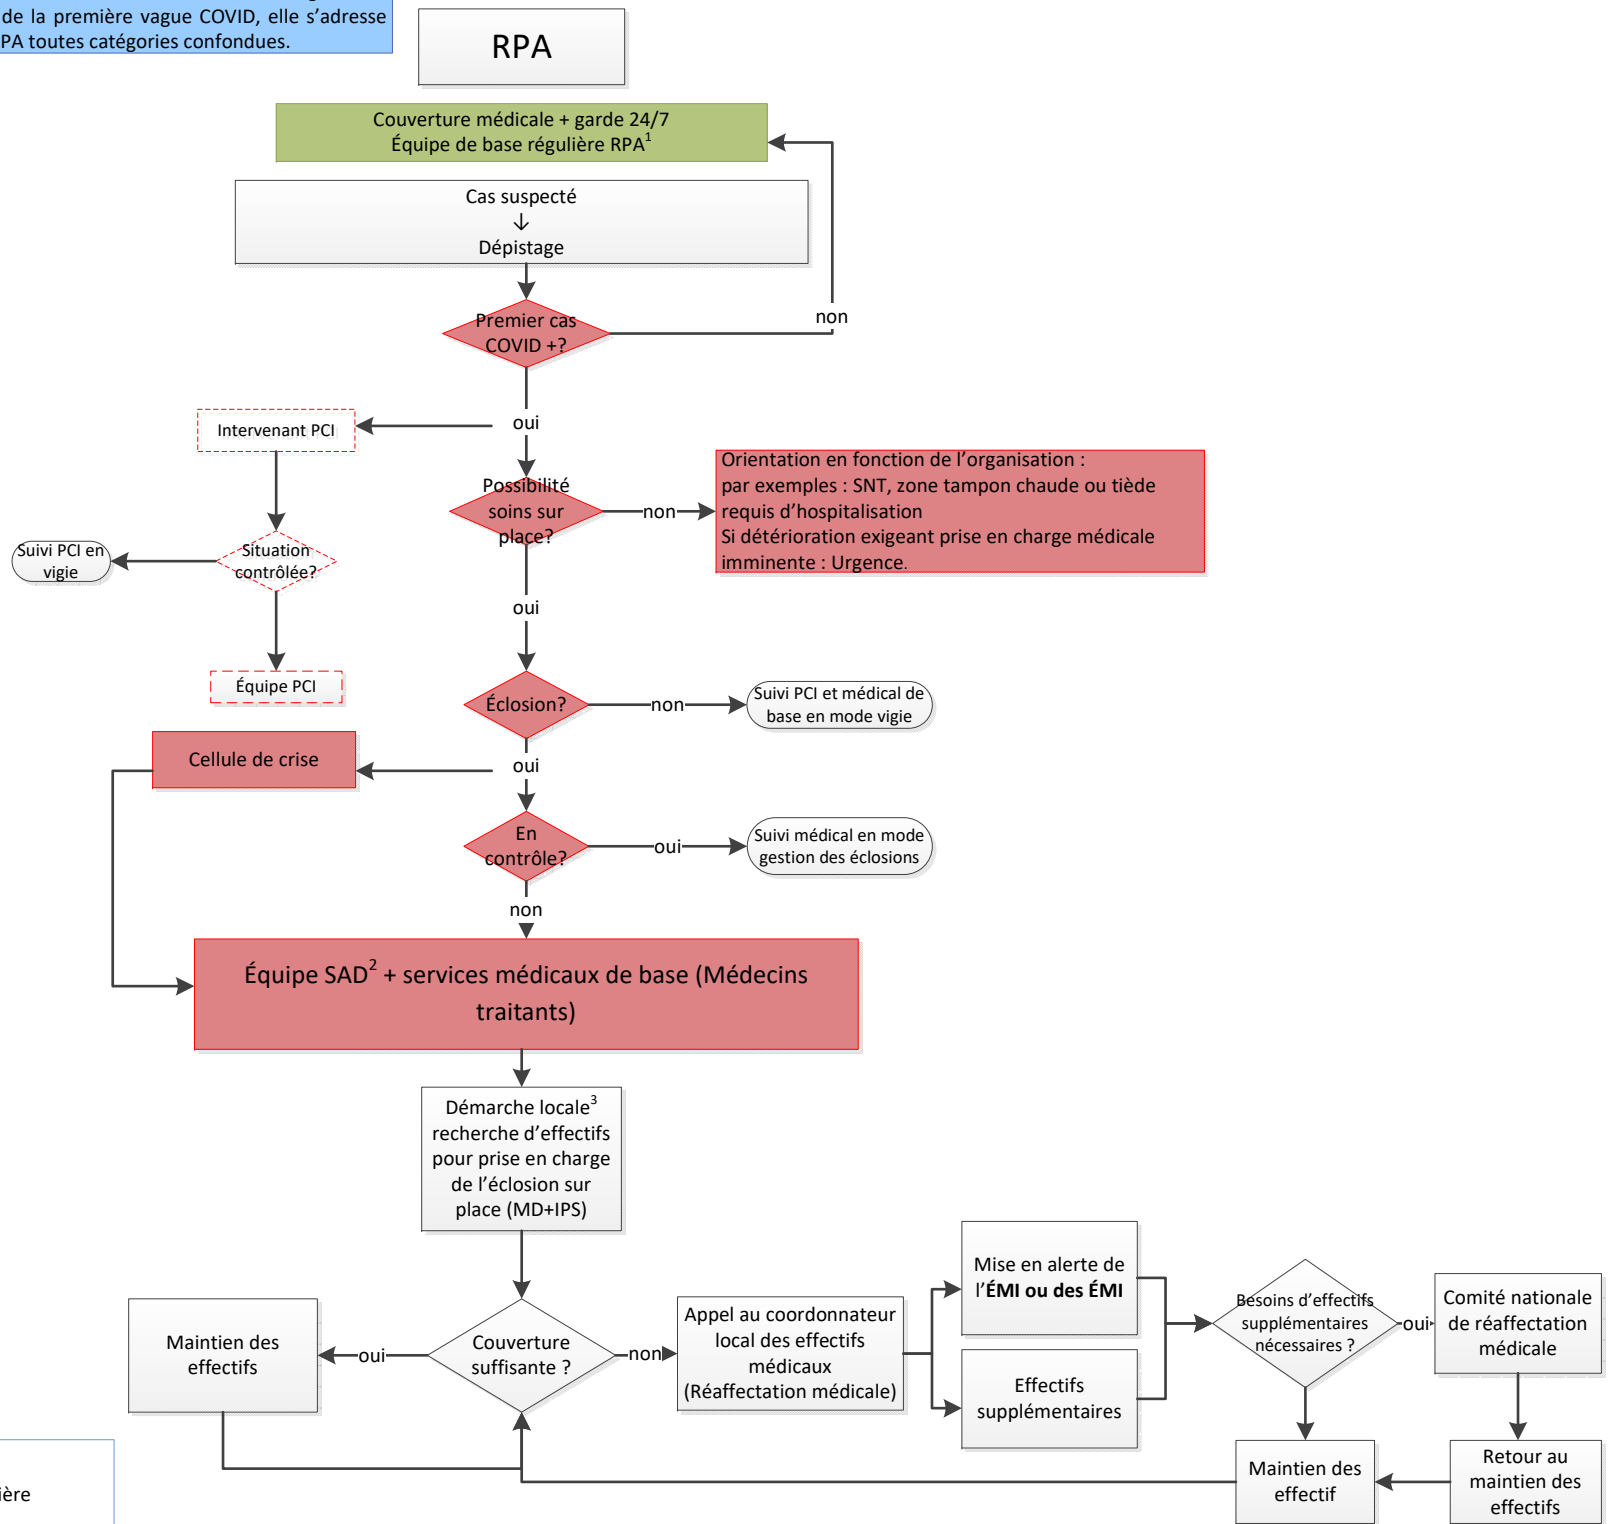 de la première vague COVID, elle s’adresse
PA toutes catégories confondues.
RPA
Couverture médicale + garde 24/7
Équipe de base régulière RPA1
Cas suspecté
↓
Dépistage
Premier cas
COVID +?
non
oui
Intervenant PCI
Possibilité
soins sur
place?
non
Orientation en fonction de l’organisation :
par exemples : SNT, zone tampon chaude ou tiède
requis d’hospitalisation
Si détérioration exigeant prise en charge médicale
imminente : Urgence.
Suivi PCI en
vigie
Situation
contrôlée?
oui
Équipe PCI
Éclosion?
non
Suivi PCI et médical de
base en mode vigie
Cellule de crise
oui
En
contrôle?
oui
Suivi médical en mode
gestion des éclosions
non
Équipe SAD2 + services médicaux de base (Médecins
traitants)
Démarche locale3
recherche d’effectifs
pour prise en charge
de l’éclosion sur
place (MD+IPS)
Maintien des
effectifs
oui
Couverture
suffisante ?
non
Appel au coordonnateur
local des effectifs
médicaux
(Réaffectation médicale)
Mise en alerte de
l’ÉMI ou des ÉMI
Effectifs
supplémentaires
Besoins d’effectifs
supplémentaires
nécessaires ?
oui
Comité nationale
de réaffectation
médicale
Maintien des
effectif
Retour au
maintien des
effectifs
ière